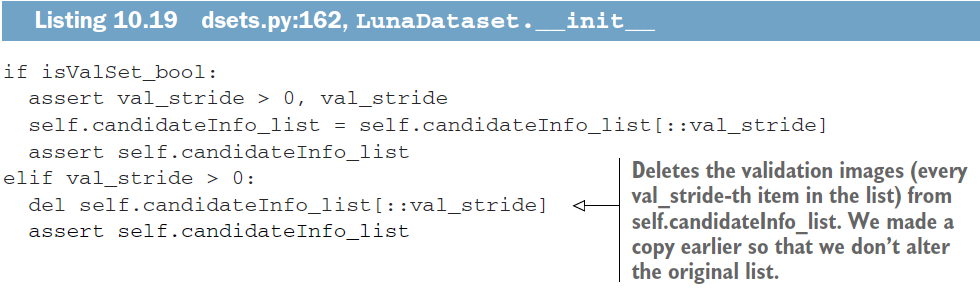 Listing 10.19 dsets.py:162, LunaDataset.__init__
if isValSet_bool:
  assert val_stride > 0, val_stride
  self.candidateInfo_list = self.candidateInfo_list[::val_stride]
  assert self.candidateInfo_list
elif val_stride > 0:
  del self.candidateInfo_list[::val_stride]
  assert self.candidateInfo_list
Deletes the validation images (every
val_stride-th item in the list) from
self.candidateInfo_list. We made a
copy earlier so that we don’t alter
the original list.